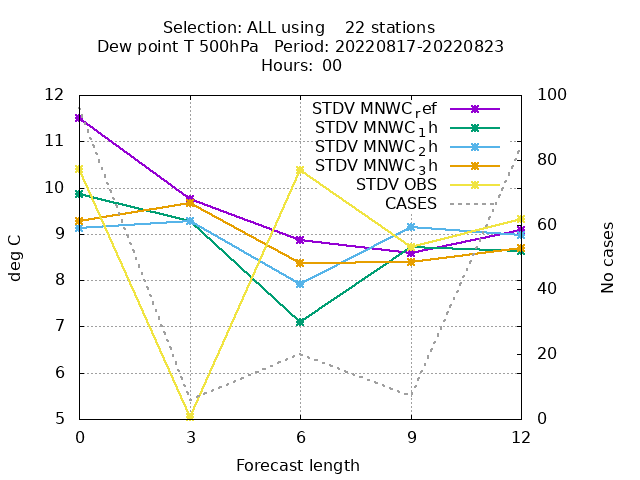 Selection: ALL using    22 stations
Dew point T 500hPa   Period: 20220817-20220823
Hours: 00
STDV MNWC_ref
STDV MNWC_1h
STDV MNWC_2h
STDV MNWC_3h
STDV OBS
CASES
12
11
10
9
8
7
6
5
deg C
100
80
60
40
20
0
No cases
0 3 6 9 12
Forecast length